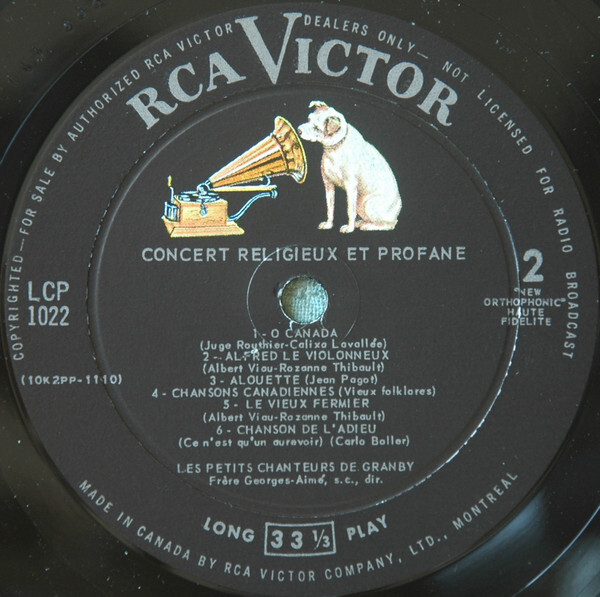 COPYRIGHTED—FOR SALE BY AUTHORIZED RCA VICTOR DEALERS ONLY— NOT LICENSED FOR RADIO BROADCAST
RCA VICTOR
CONCERT RELIGIEUX ET PROFANE
LCP
1022
(10K2PP-1110)
2
"NEW
ORTHOPHONIC"
HAUTE
FIDELITE
1 - O CANADA
(Juge Routhier-Calixa Lavallée)
2 - ALFRED LE VIOLONNEUX
(Albert Viau-Rozanne Thibault)
3 - ALOUETTE (Jean Pagot)
4 - CHANSONS CANADIENNES (Vieux folklores)
5 - LE VIEUX FERMIER
(Albert Viau-Rozanne Thibault)
6 - CHANSON DE L'ADIEU
(Ce n'est qu'un aurevoir) (Carlo Boller)
LES PETITS CHANTEURS DE GRANBY
Frère Georges-Aimé, s.c., dir.
LONG 33 1/3 PLAY
MADE IN CANADA BY RCA VICTOR COMPANY, LTD., MONTREAL